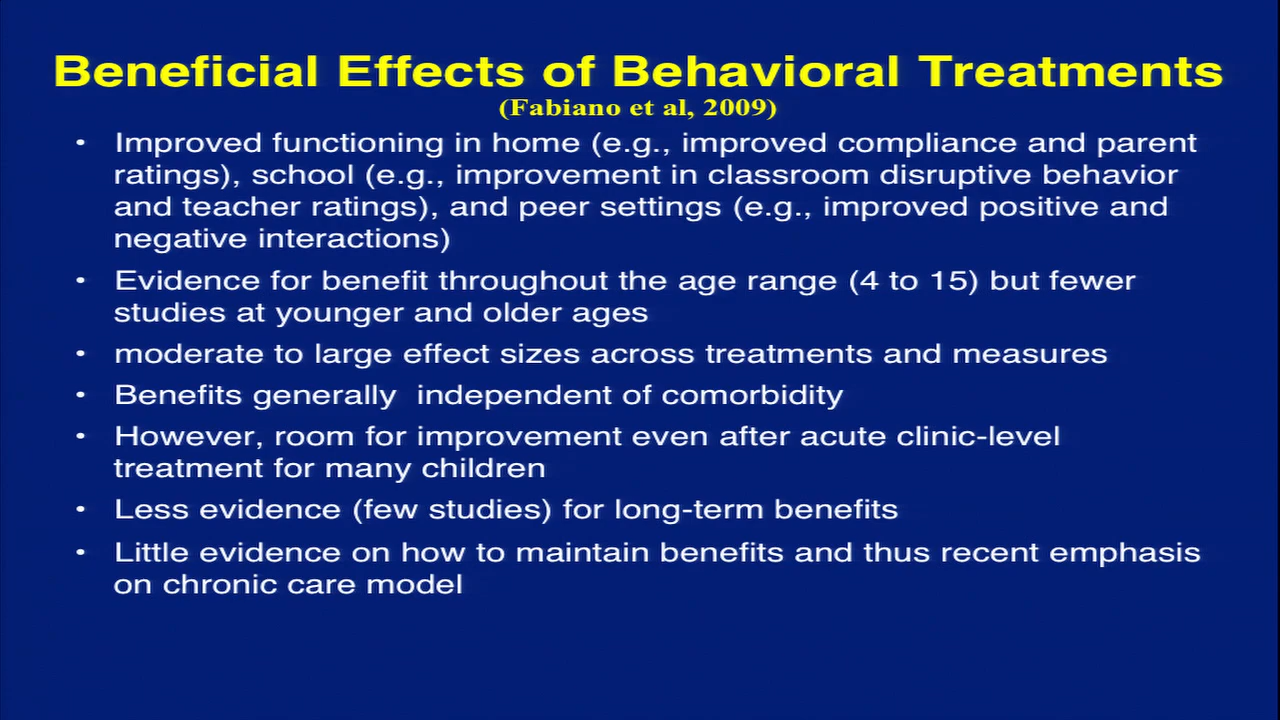 Beneficial Effects of Behavioral Treatments
(Fabiano et al, 2009)
• Improved functioning in home (e.g., improved compliance and parent
ratings), school (e.g., improvement in classroom disruptive behavior
and teacher ratings), and peer settings (e.g., improved positive and
negative interactions)
• Evidence for benefit throughout the age range (4 to 15) but fewer
studies at younger and older ages
• moderate to large effect sizes across treatments and measures
• Benefits generally  independent of comorbidity
• However, room for improvement even after acute clinic-level
treatment for many children
• Less evidence (few studies) for long-term benefits
• Little evidence on how to maintain benefits and thus recent emphasis
on chronic care model